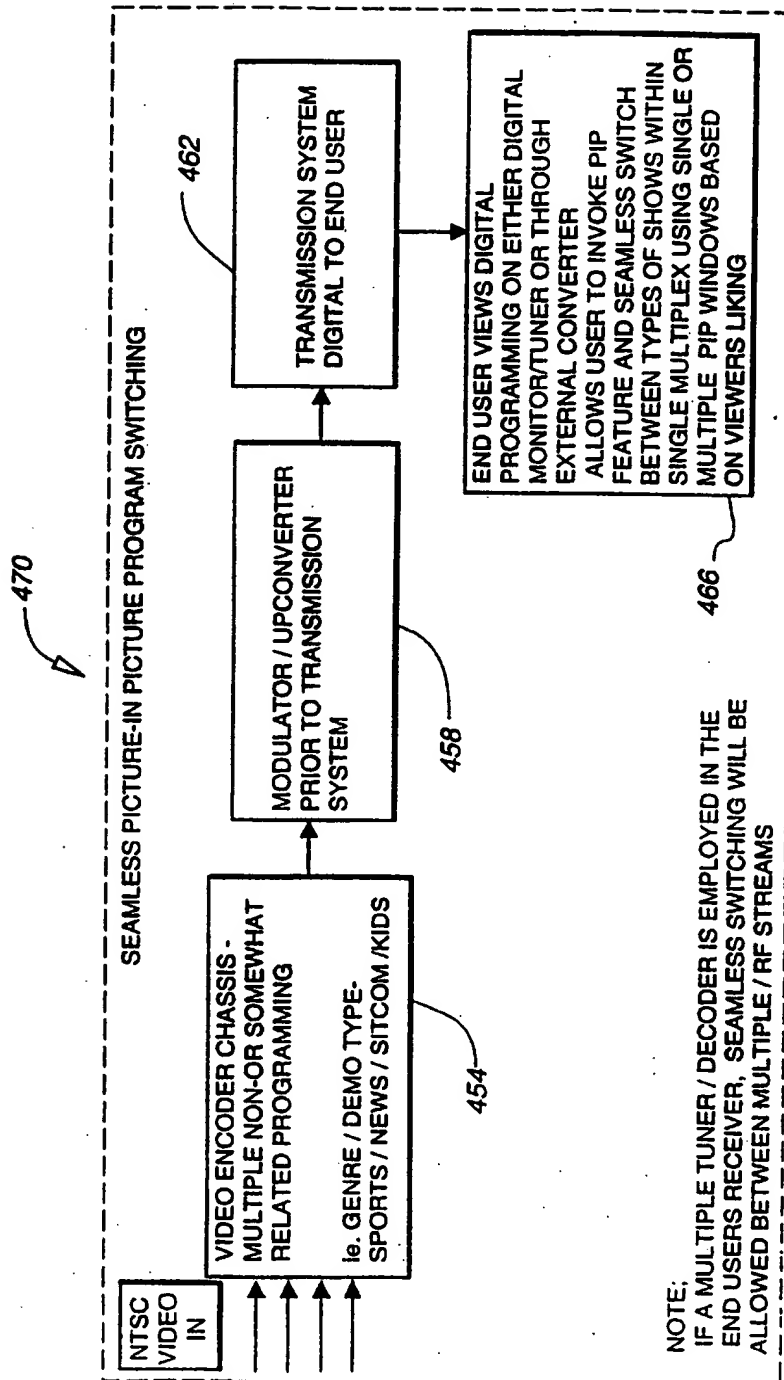 470
SEAMLESS PICTURE-IN PICTURE PROGRAM SWITCHING
NTSC
VIDEO
IN
VIDEO ENCODER CHASSIS -
MULTIPLE NON-OR SOMEWHAT
RELATED PROGRAMMING
ie. GENRE / DEMO TYPE-
SPORTS / NEWS / SITCOM /KIDS
454
MODULATOR / UPCONVERTER
PRIOR TO TRANSMISSION
SYSTEM
458
TRANSMISSION SYSTEM
DIGITAL TO END USER
462
END USER VIEWS DIGITAL
PROGRAMMING ON EITHER DIGITAL
MONITOR/TUNER OR THROUGH
EXTERNAL CONVERTER
ALLOWS USER TO INVOKE PIP
FEATURE AND SEAMLESS SWITCH
BETWEEN TYPES OF SHOWS WITHIN
SINGLE MULTIPLEX USING SINGLE OR
MULTIPLE PIP WINDOWS BASED
ON VIEWERS LIKING
466
NOTE;
IF A MULTIPLE TUNER / DECODER IS EMPLOYED IN THE
END USERS RECEIVER, SEAMLESS SWITCHING WILL BE
ALLOWED BETWEEN MULTIPLE / RF STREAMS